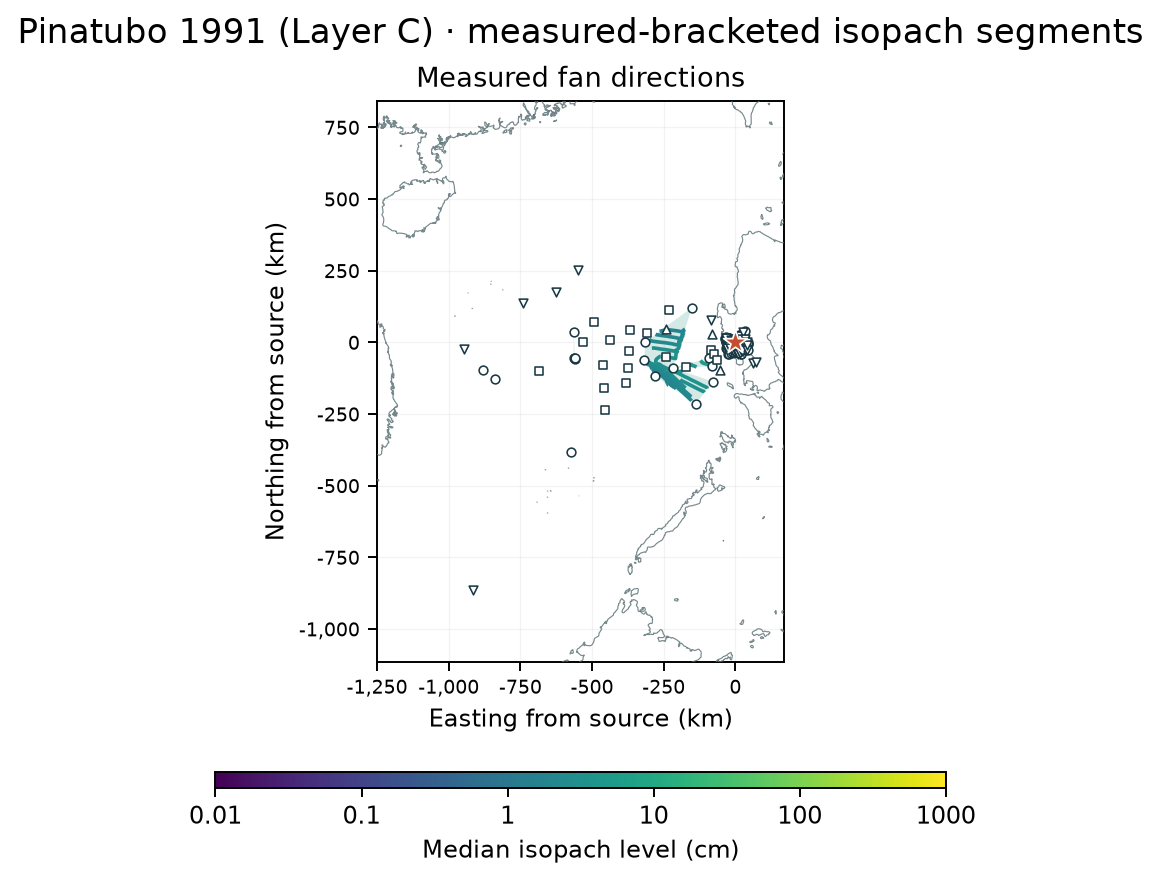 Pinatubo 1991 (Layer C) · measured-bracketed isopach segments
Measured fan directions
Northing from source (km)
750
500
250
0
-250
-500
-750
-1,000
-1,250 -1,000 -750 -500 -250 0
Easting from source (km)
0.01 0.1 1 10 100 1000
Median isopach level (cm)